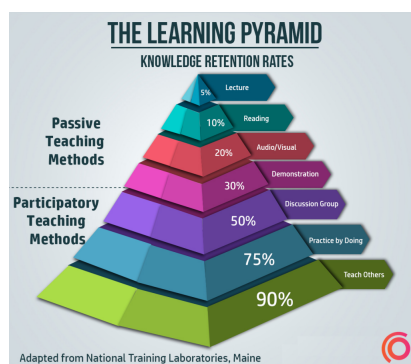 THE LEARNING PYRAMID
KNOWLEDGE RETENTION RATES
5%
Lecture
10%
Reading
Passive
Teaching
Methods
20%
Audio/Visual
30%
Demonstration
Participatory
Teaching
Methods
50%
Discussion Group
75%
Practice by Doing
90%
Teach Others
Adapted from National Training Laboratories, Maine